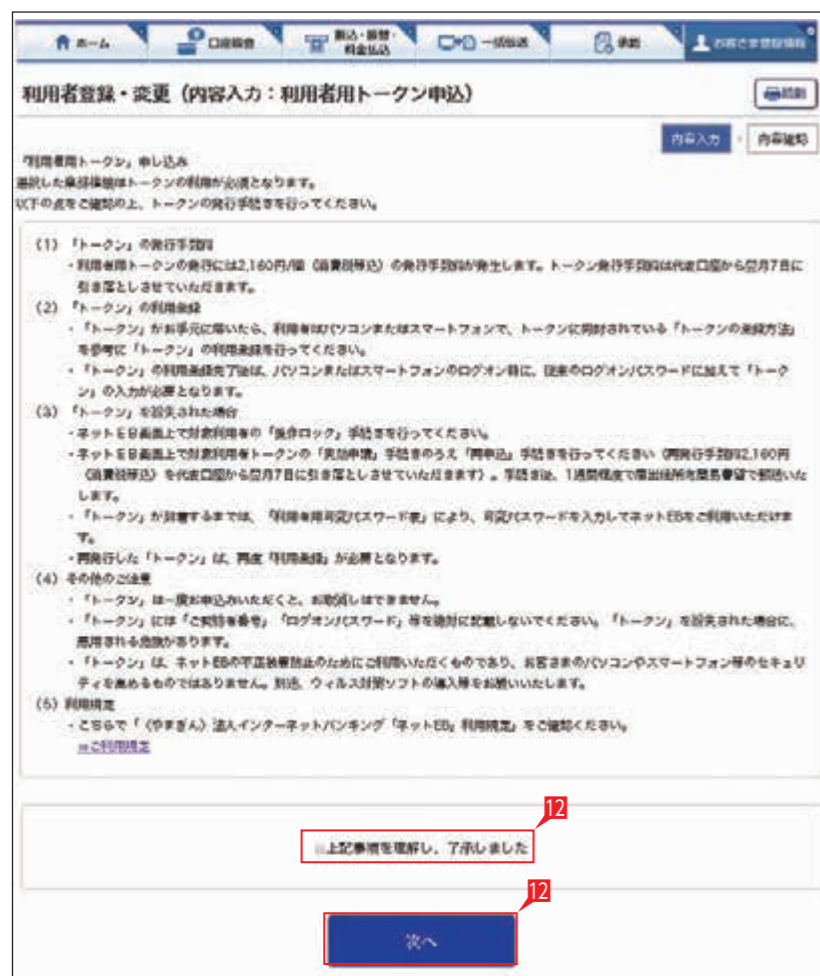 ホーム
口座照会
振込・振替・
料金払込
一括伝送
承認
お客さま登録情報
利用者登録・変更（内容入力：利用者用トークン申込）
印刷
内容入力
内容確認
「利用者用トークン」申し込み
選択した業務権限はトークンの利用が必須となります。
以下の点をご確認の上、トークンの発行手続きを行ってください。
（1）「トークン」の発行手数料
・利用者用トークンの発行には2,160円/個（消費税等込）の発行手数料が発生します。トークン発行手数料は代表口座から翌月7日に
引き落としさせていただきます。
（2）「トークン」の利用登録
・「トークン」がお手元に届いたら、利用者はパソコンまたはスマートフォンで、トークンに同封されている「トークンの登録方法」
を参考に「トークン」の利用登録を行ってください。
・「トークン」の利用登録完了後は、パソコンまたはスマートフォンのログオン時に、従来のログオンパスワードに加えて「トーク
ン」の入力が必要となります。
（3）「トークン」を紛失された場合
・ネットEB画面上で対象利用者の「操作ロック」手続きを行ってください。
・ネットEB画面上で対象利用者トークンの「失効申請」手続きのうえ「再申込」手続きを行ってください（再発行手数料2,160円
（消費税等込）を代表口座から翌月7日に引き落としさせていただきます）。手続き後、1週間程度で届出住所宛簡易書留で郵送いた
します。
・「トークン」が到着するまでは、「利用者用可変パスワード表」により、可変パスワードを入力してネットEBをご利用いただけま
す。
・再発行した「トークン」は、再度「利用登録」が必要となります。
（4）その他のご注意
・「トークン」は一度お申込みいただくと、お取消しはできません。
・「トークン」には「ご契約者番号」「ログオンパスワード」等を絶対に記載しないでください。「トークン」を紛失された場合に、
悪用される危険があります。
・「トークン」は、ネットEBの不正被害防止のためにご利用いただくものであり、お客さまのパソコンやスマートフォン等のセキュリ
ティを高めるものではありません。別途、ウィルス対策ソフトの導入等をお願いいたします。
（5）利用規定
・こちらで「〈やまぎん〉法人インターネットバンキング「ネットEB」利用規定」をご確認ください。
⇒ご利用規定
12
上記事項を理解し、了承しました
12
次へ